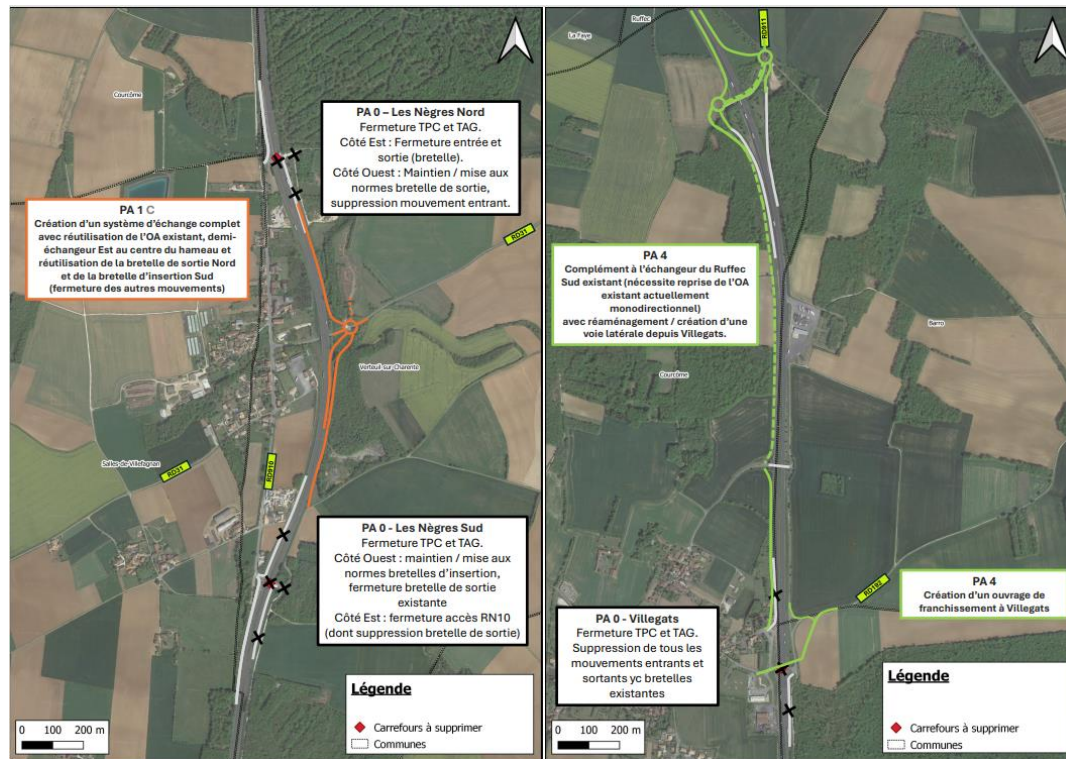 Courcôme
PA 0 – Les Nègres Nord
Fermeture TPC et TAG.
Côté Est : Fermeture entrée et
sortie (bretelle).
Côté Ouest : Maintien / mise aux
normes bretelle de sortie,
suppression mouvement entrant.
PA 1 C
Création d'un système d'échange complet
avec réutilisation de l'OA existant, demi-
échangeur Est au centre du hameau et
réutilisation de la bretelle de sortie Nord
et de la bretelle d'insertion Sud
(fermeture des autres mouvements)
RD31
Verteuil-sur-Charente
Salles-de-Villefagnan
RD31
RD910
PA 0 - Les Nègres Sud
Fermeture TPC et TAG.
Côté Ouest : maintien / mise aux
normes bretelles d'insertion,
fermeture bretelle de sortie
existante
Côté Est : fermeture accès RN10
(dont suppression bretelle de sortie)
Légende
Carrefours à supprimer
Communes
0 100 200 m
Ruffec
La Faye
RD911
PA 4
Complément à l'échangeur du Ruffec
Sud existant (nécessite reprise de l'OA
existant actuellement
monodirectionnel)
avec réaménagement / création d'une
voie latérale depuis Villegats.
Barro
Courcôme
RD192
PA 4
Création d'un ouvrage de
franchissement à Villegats
PA 0 - Villegats
Fermeture TPC et TAG.
Suppression de tous les
mouvements entrants et
sortants yc bretelles
existantes
Légende
Carrefours à supprimer
Communes
0 100 200 m